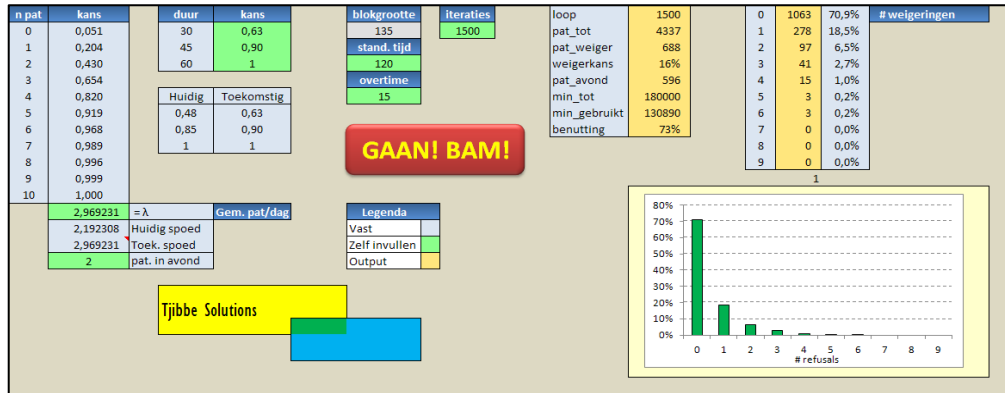 n pat kans
0 0,051
1 0,204
2 0,430
3 0,654
4 0,820
5 0,919
6 0,968
7 0,989
8 0,996
9 0,999
10 1,000
2,969231 = λ Gem. pat/dag
2,192308 Huidig spoed
2,969231 Toek. spoed
2 pat. in avond
duur kans
30 0,63
45 0,90
60 1
Huidig Toekomstig
0,48 0,63
0,85 0,90
1 1
blokgrootte
135
stand. tijd
120
overtime
15
iteraties
1500
GAAN! BAM!
Legenda
Vast
Zelf invullen
Output
Tjibbe Solutions
loop 1500
pat_tot 4337
pat_weiger 688
weigerkans 16%
pat_avond 596
min_tot 180000
min_gebruikt 130890
benutting 73%
0 1063 70,9% # weigeringen
1 278 18,5%
2 97 6,5%
3 41 2,7%
4 15 1,0%
5 3 0,2%
6 3 0,2%
7 0 0,0%
8 0 0,0%
9 0 0,0%
1
80%
70%
60%
50%
40%
30%
20%
10%
0%
0 1 2 3 4 5 6 7 8 9
# refusals